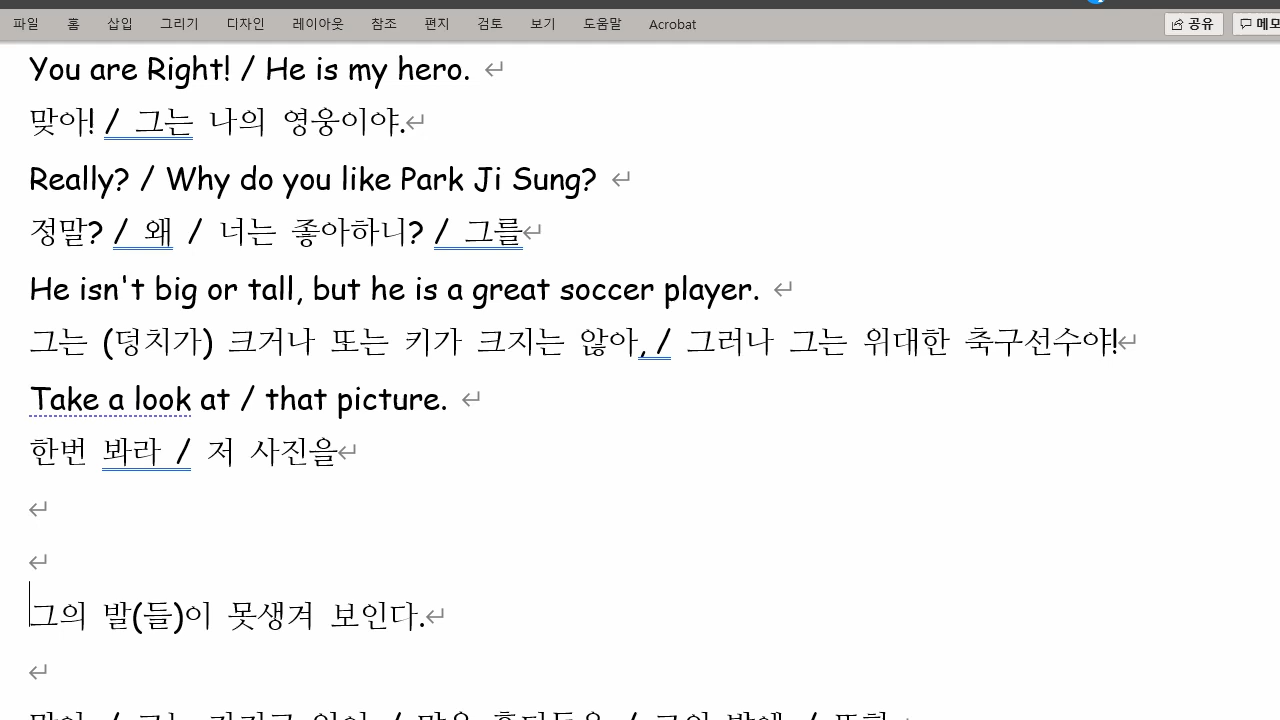 파일 홈 삽입 그리기 디자인 레이아웃 참조 편지 검토 보기 도움말 Acrobat 공유
You are Right! / He is my hero.
맞아! / 그는 나의 영웅이야.
Really? / Why do you like Park Ji Sung?
정말? / 왜 / 너는 좋아하니? / 그를
He isn't big or tall, but he is a great soccer player.
그는 (덩치가) 크거나 또는 키가 크지는 않아, / 그러나 그는 위대한 축구선수야!
Take a look at / that picture.
한번 봐라 / 저 사진을
그의 발(들)이 못생겨 보인다.